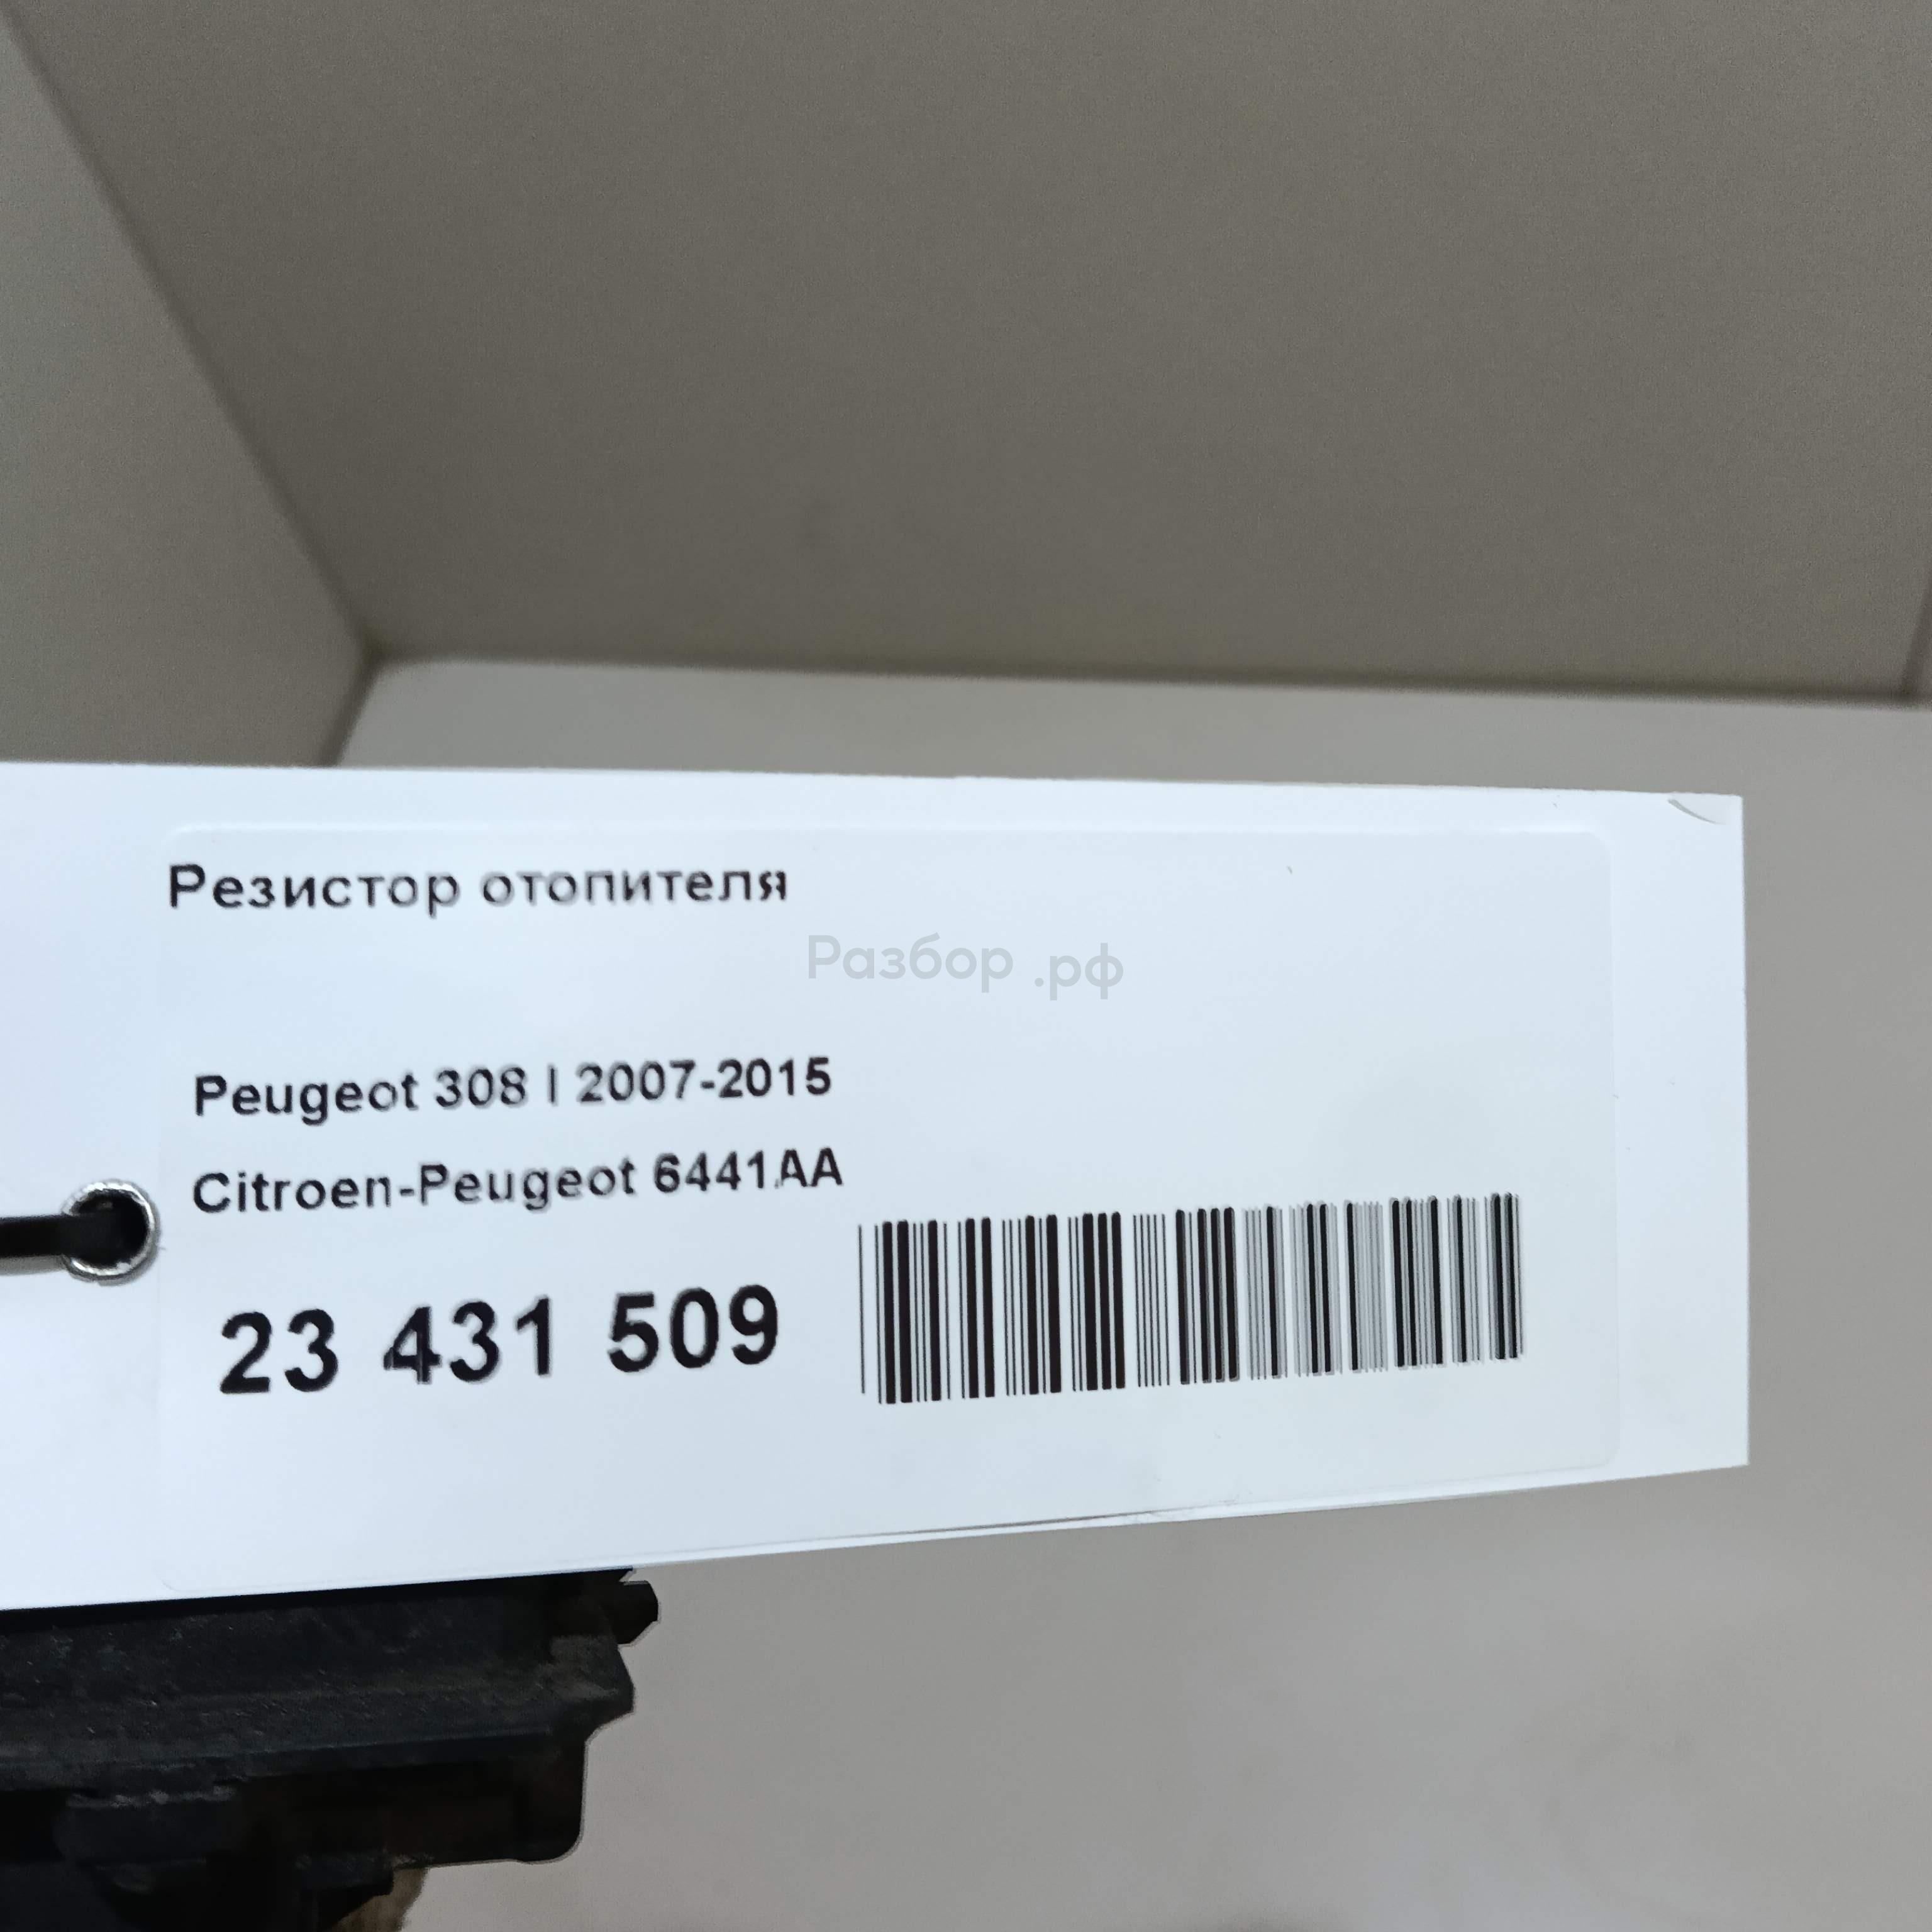 Резистор отопителя
Разбор .рф
Peugeot 308 I 2007-2015
Citroen-Peugeot 6441AA
23 431 509